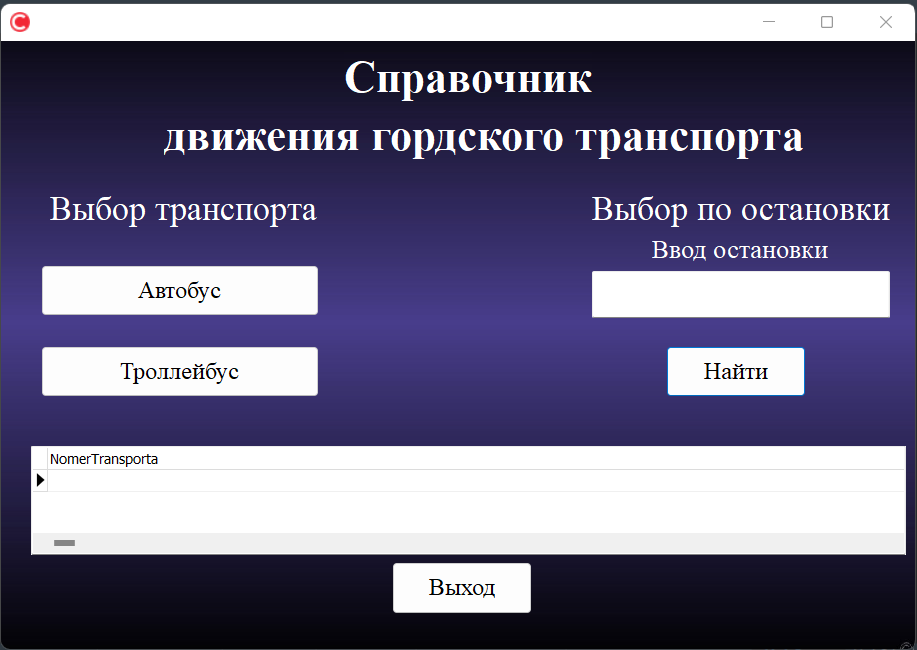 Справочник
движения гордского транспорта
Выбор транспорта
Выбор по остановки
Ввод остановки
Автобус
Троллейбус
Найти
NomerTransporta
Выход